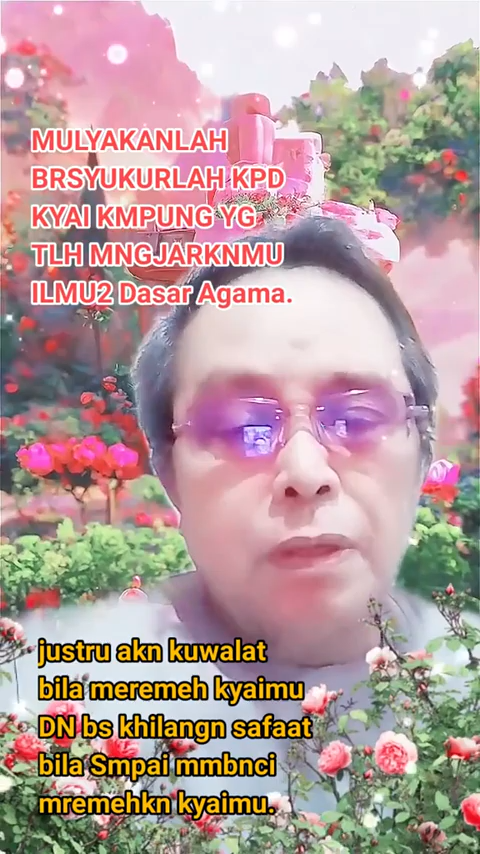 MULYAKANLAH
BRSYUKURLAH KPD
KYAI KMPUNG YG
TLH MNGJARKNMU
ILMU2 Dasar Agama.
justru akn kuwalat
bila meremeh kyaimu
DN bs khilangn safaat
bila Smpai mmbnci
mremehkn kyaimu.